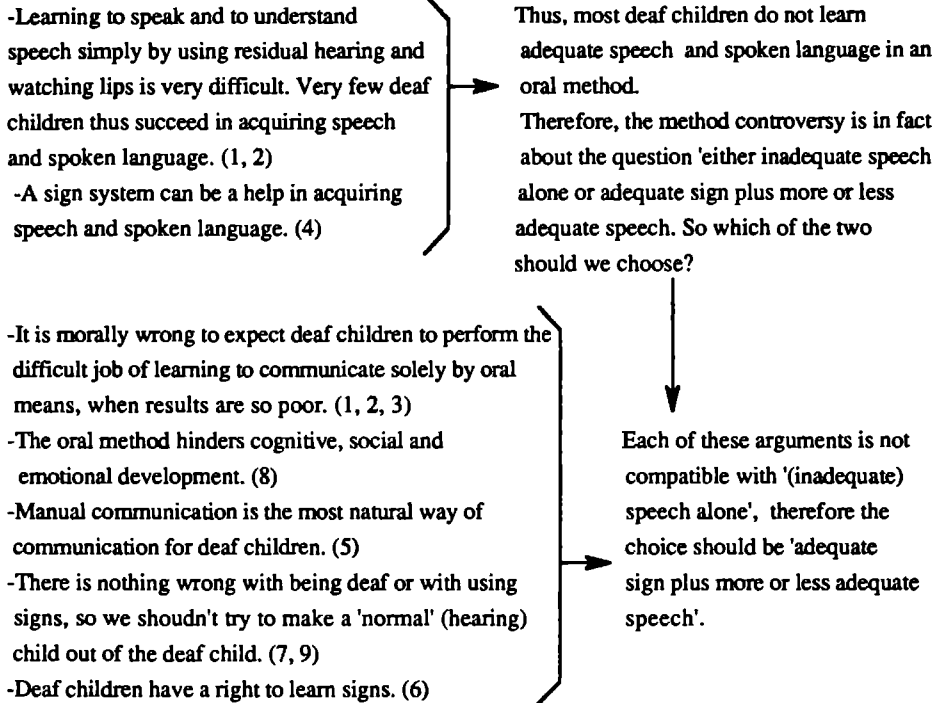 -Learning to speak and to understand
speech simply by using residual hearing and
watching lips is very difficult. Very few deaf
children thus succeed in acquiring speech
and spoken language. (1, 2)
-A sign system can be a help in acquiring
speech and spoken language. (4)
Thus, most deaf children do not learn
adequate speech and spoken language in an
oral method.
Therefore, the method controversy is in fact
about the question 'either inadequate speech
alone or adequate sign plus more or less
adequate speech. So which of the two
should we choose?
-It is morally wrong to expect deaf children to perform the
difficult job of learning to communicate solely by oral
means, when results are so poor. (1, 2, 3)
-The oral method hinders cognitive, social and
emotional development. (8)
-Manual communication is the most natural way of
communication for deaf children. (5)
-There is nothing wrong with being deaf or with using
signs, so we shoudn't try to make a 'normal' (hearing)
child out of the deaf child. (7, 9)
-Deaf children have a right to learn signs. (6)
Each of these arguments is not
compatible with '(inadequate)
speech alone', therefore the
choice should be 'adequate
sign plus more or less adequate
speech'.